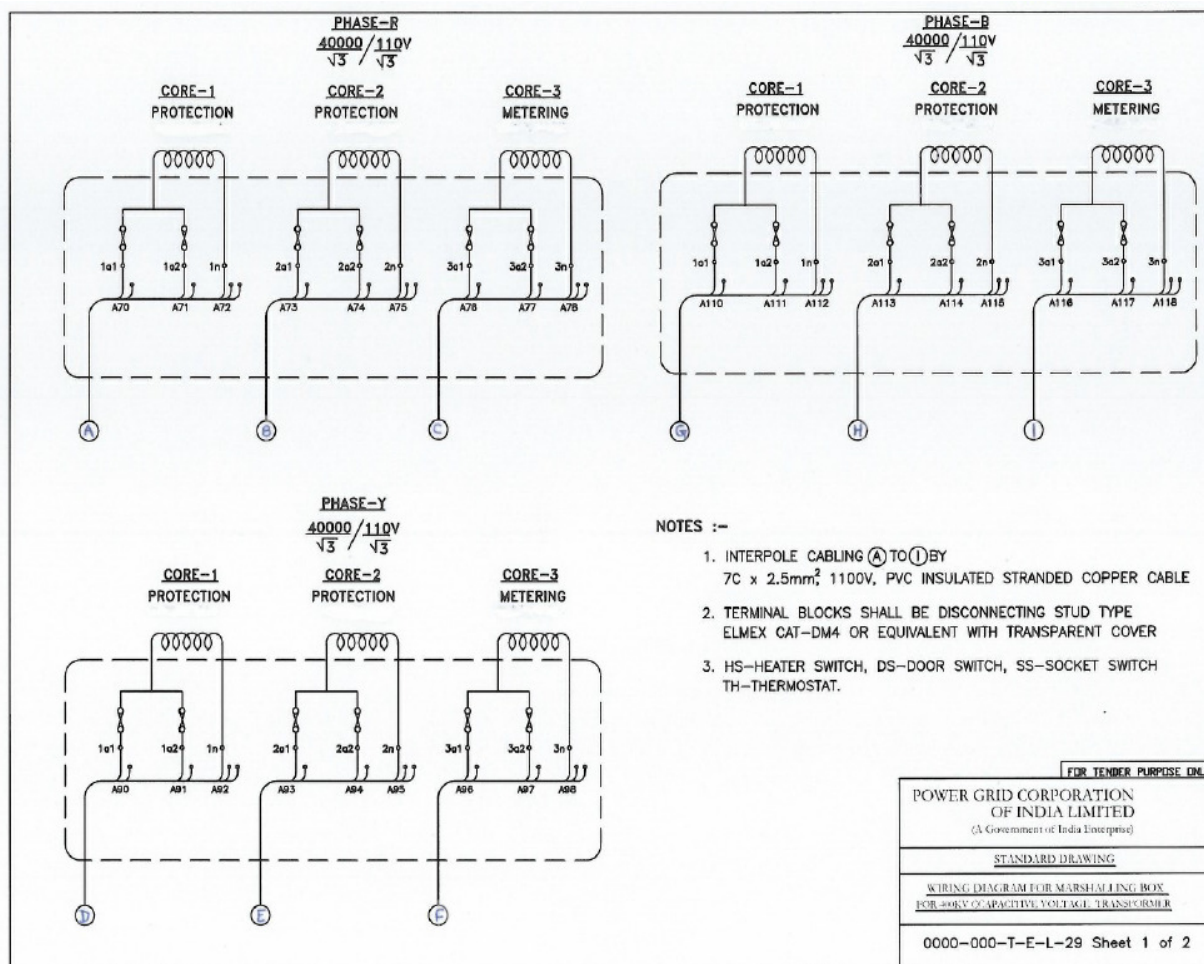 PHASE-R
40000/110V
√3 √3
CORE-1 CORE-2 CORE-3
PROTECTION PROTECTION METERING
1a1 1a2 1n 2a1 2a2 2n 3a1 3a2 3n
A70 A71 A72 A73 A74 A75 A76 A77 A78
A B C
PHASE-B
40000/110V
√3 √3
CORE-1 CORE-2 CORE-3
PROTECTION PROTECTION METERING
1a1 1a2 1n 2a1 2a2 2n 3a1 3a2 3n
A110 A111 A112 A113 A114 A115 A116 A117 A118
G H I
PHASE-Y
40000/110V
√3 √3
CORE-1 CORE-2 CORE-3
PROTECTION PROTECTION METERING
1a1 1a2 1n 2a1 2a2 2n 3a1 3a2 3n
A90 A91 A92 A93 A94 A95 A96 A97 A98
D E F
NOTES :-
1. INTERPOLE CABLING A TO I BY
7C x 2.5mm², 1100V, PVC INSULATED STRANDED COPPER CABLE
2. TERMINAL BLOCKS SHALL BE DISCONNECTING STUD TYPE
ELMEX CAT-DM4 OR EQUIVALENT WITH TRANSPARENT COVER
3. HS-HEATER SWITCH, DS-DOOR SWITCH, SS-SOCKET SWITCH
TH-THERMOSTAT.
FOR TENDER PURPOSE ONL
POWER GRID CORPORATION
OF INDIA LIMITED
(A Government of India Enterprise)
STANDARD DRAWING
WIRING DIAGRAM FOR MARSHALLING BOX
FOR 400KV CCAPACITIVE VOLTAGE TRANSFORMER
0000-000-T-E-L-29 Sheet 1 of 2